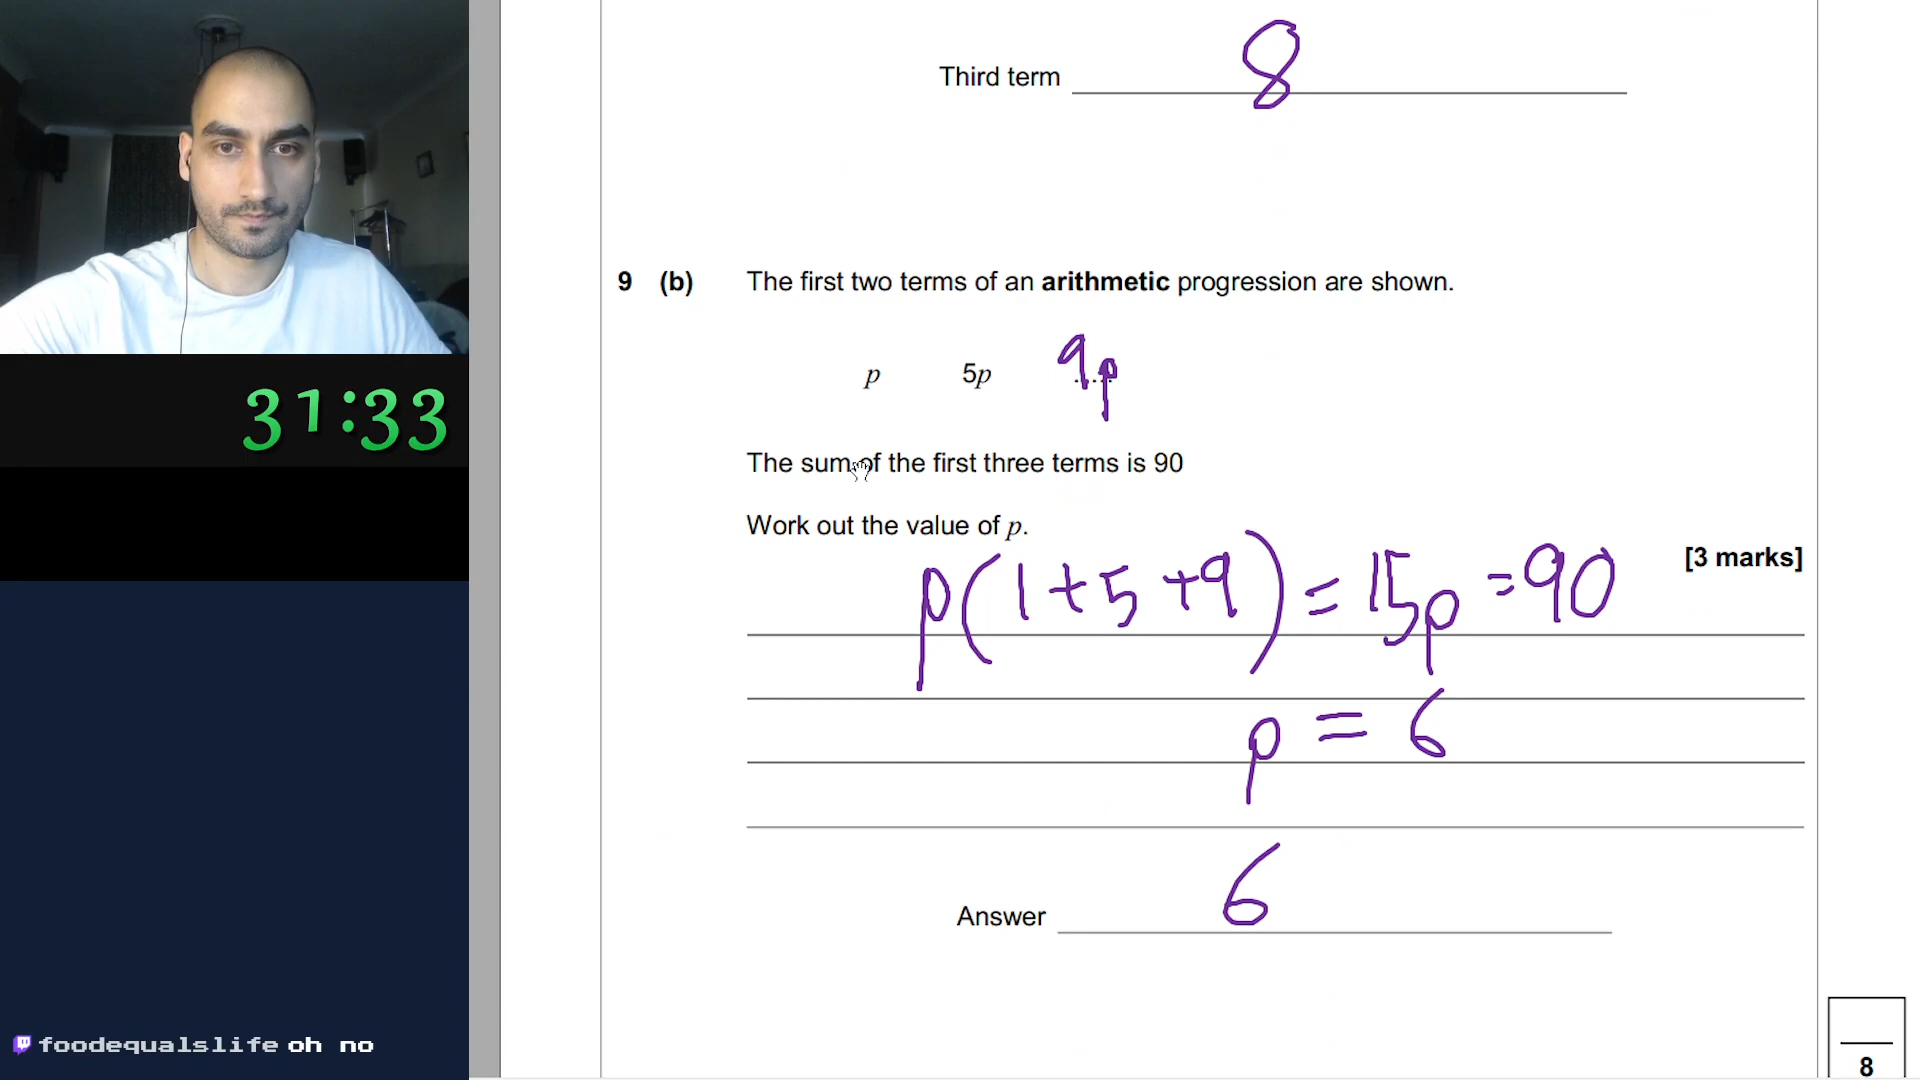 Third term 8
9 (b) The first two terms of an arithmetic progression are shown.
p 5p 9p
The sum of the first three terms is 90
Work out the value of p.
[3 marks]
p(1+5+9) = 15p = 90
p = 6
Answer 6
8
31:33
foodequalslife oh no